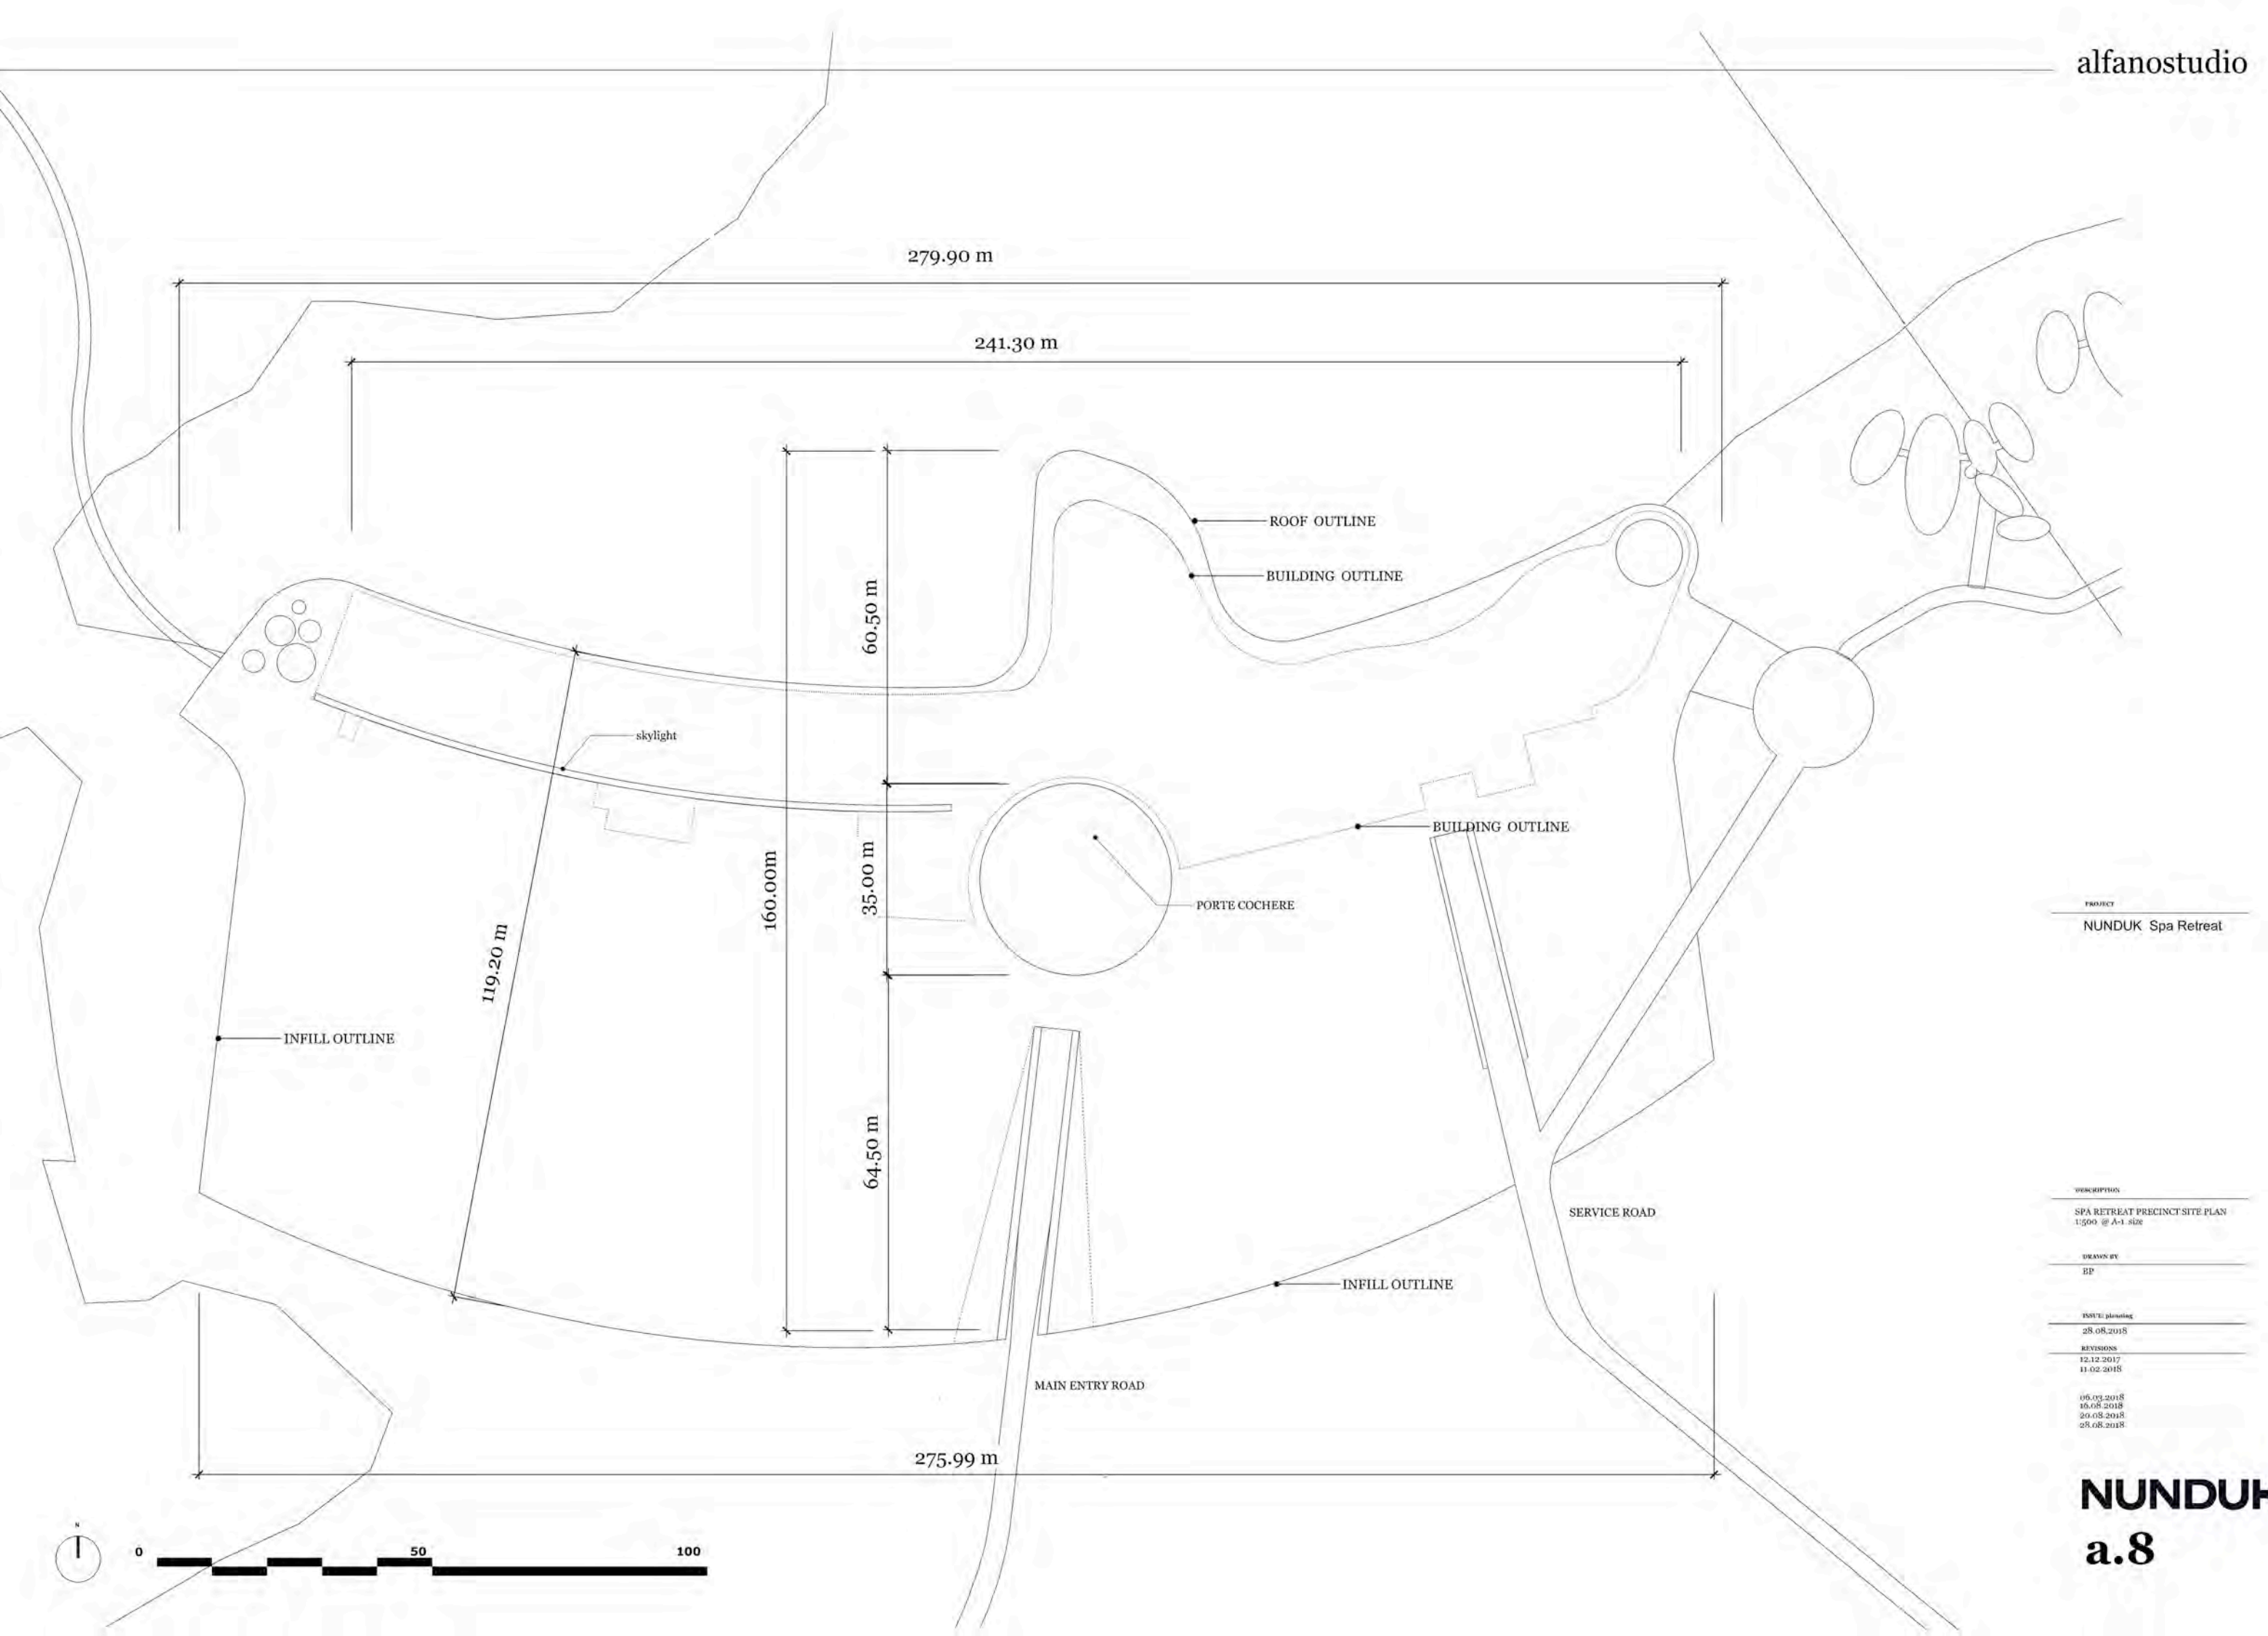 alfanostudio
279.90 m
241.30 m
ROOF OUTLINE
BUILDING OUTLINE
60.50 m
skylight
BUILDING OUTLINE
160.00m
35.00 m
PORTE COCHERE
119.20 m
INFILL OUTLINE
64.50 m
SERVICE ROAD
INFILL OUTLINE
MAIN ENTRY ROAD
275.99 m
N
0 50 100
PROJECT
NUNDUK Spa Retreat
DESCRIPTION
SPA RETREAT PRECINCT SITE PLAN
1:500 @ A-1 size
DRAWN BY
BP
ISSUE: planning
28.08.2018
REVISIONS
12.12.2017
11.02.2018
06.03.2018
16.08.2018
20.08.2018
28.08.2018
NUNDUK
a.8